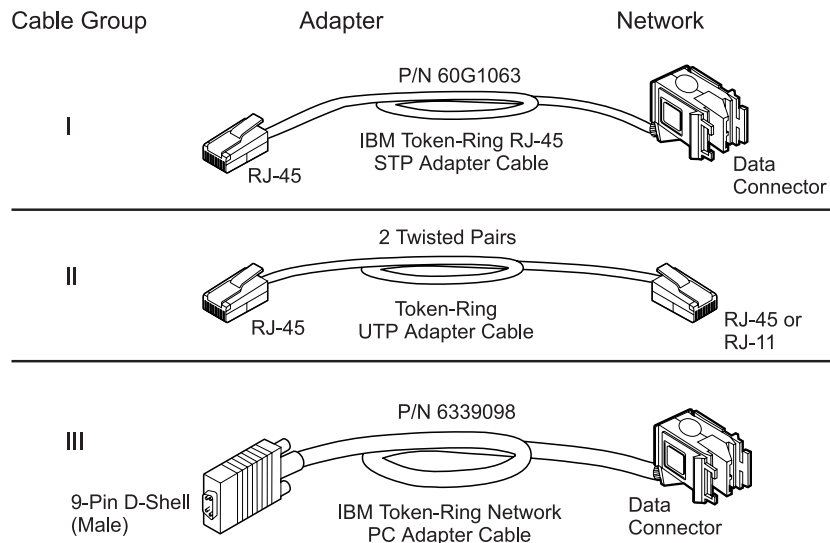 Cable Group Adapter Network
P/N 60G1063
I
IBM Token-Ring RJ-45
STP Adapter Cable
RJ-45
Data
Connector
2 Twisted Pairs
II
Token-Ring
UTP Adapter Cable
RJ-45
RJ-45 or
RJ-11
P/N 6339098
III
9-Pin D-Shell
(Male)
IBM Token-Ring Network
PC Adapter Cable
Data
Connector